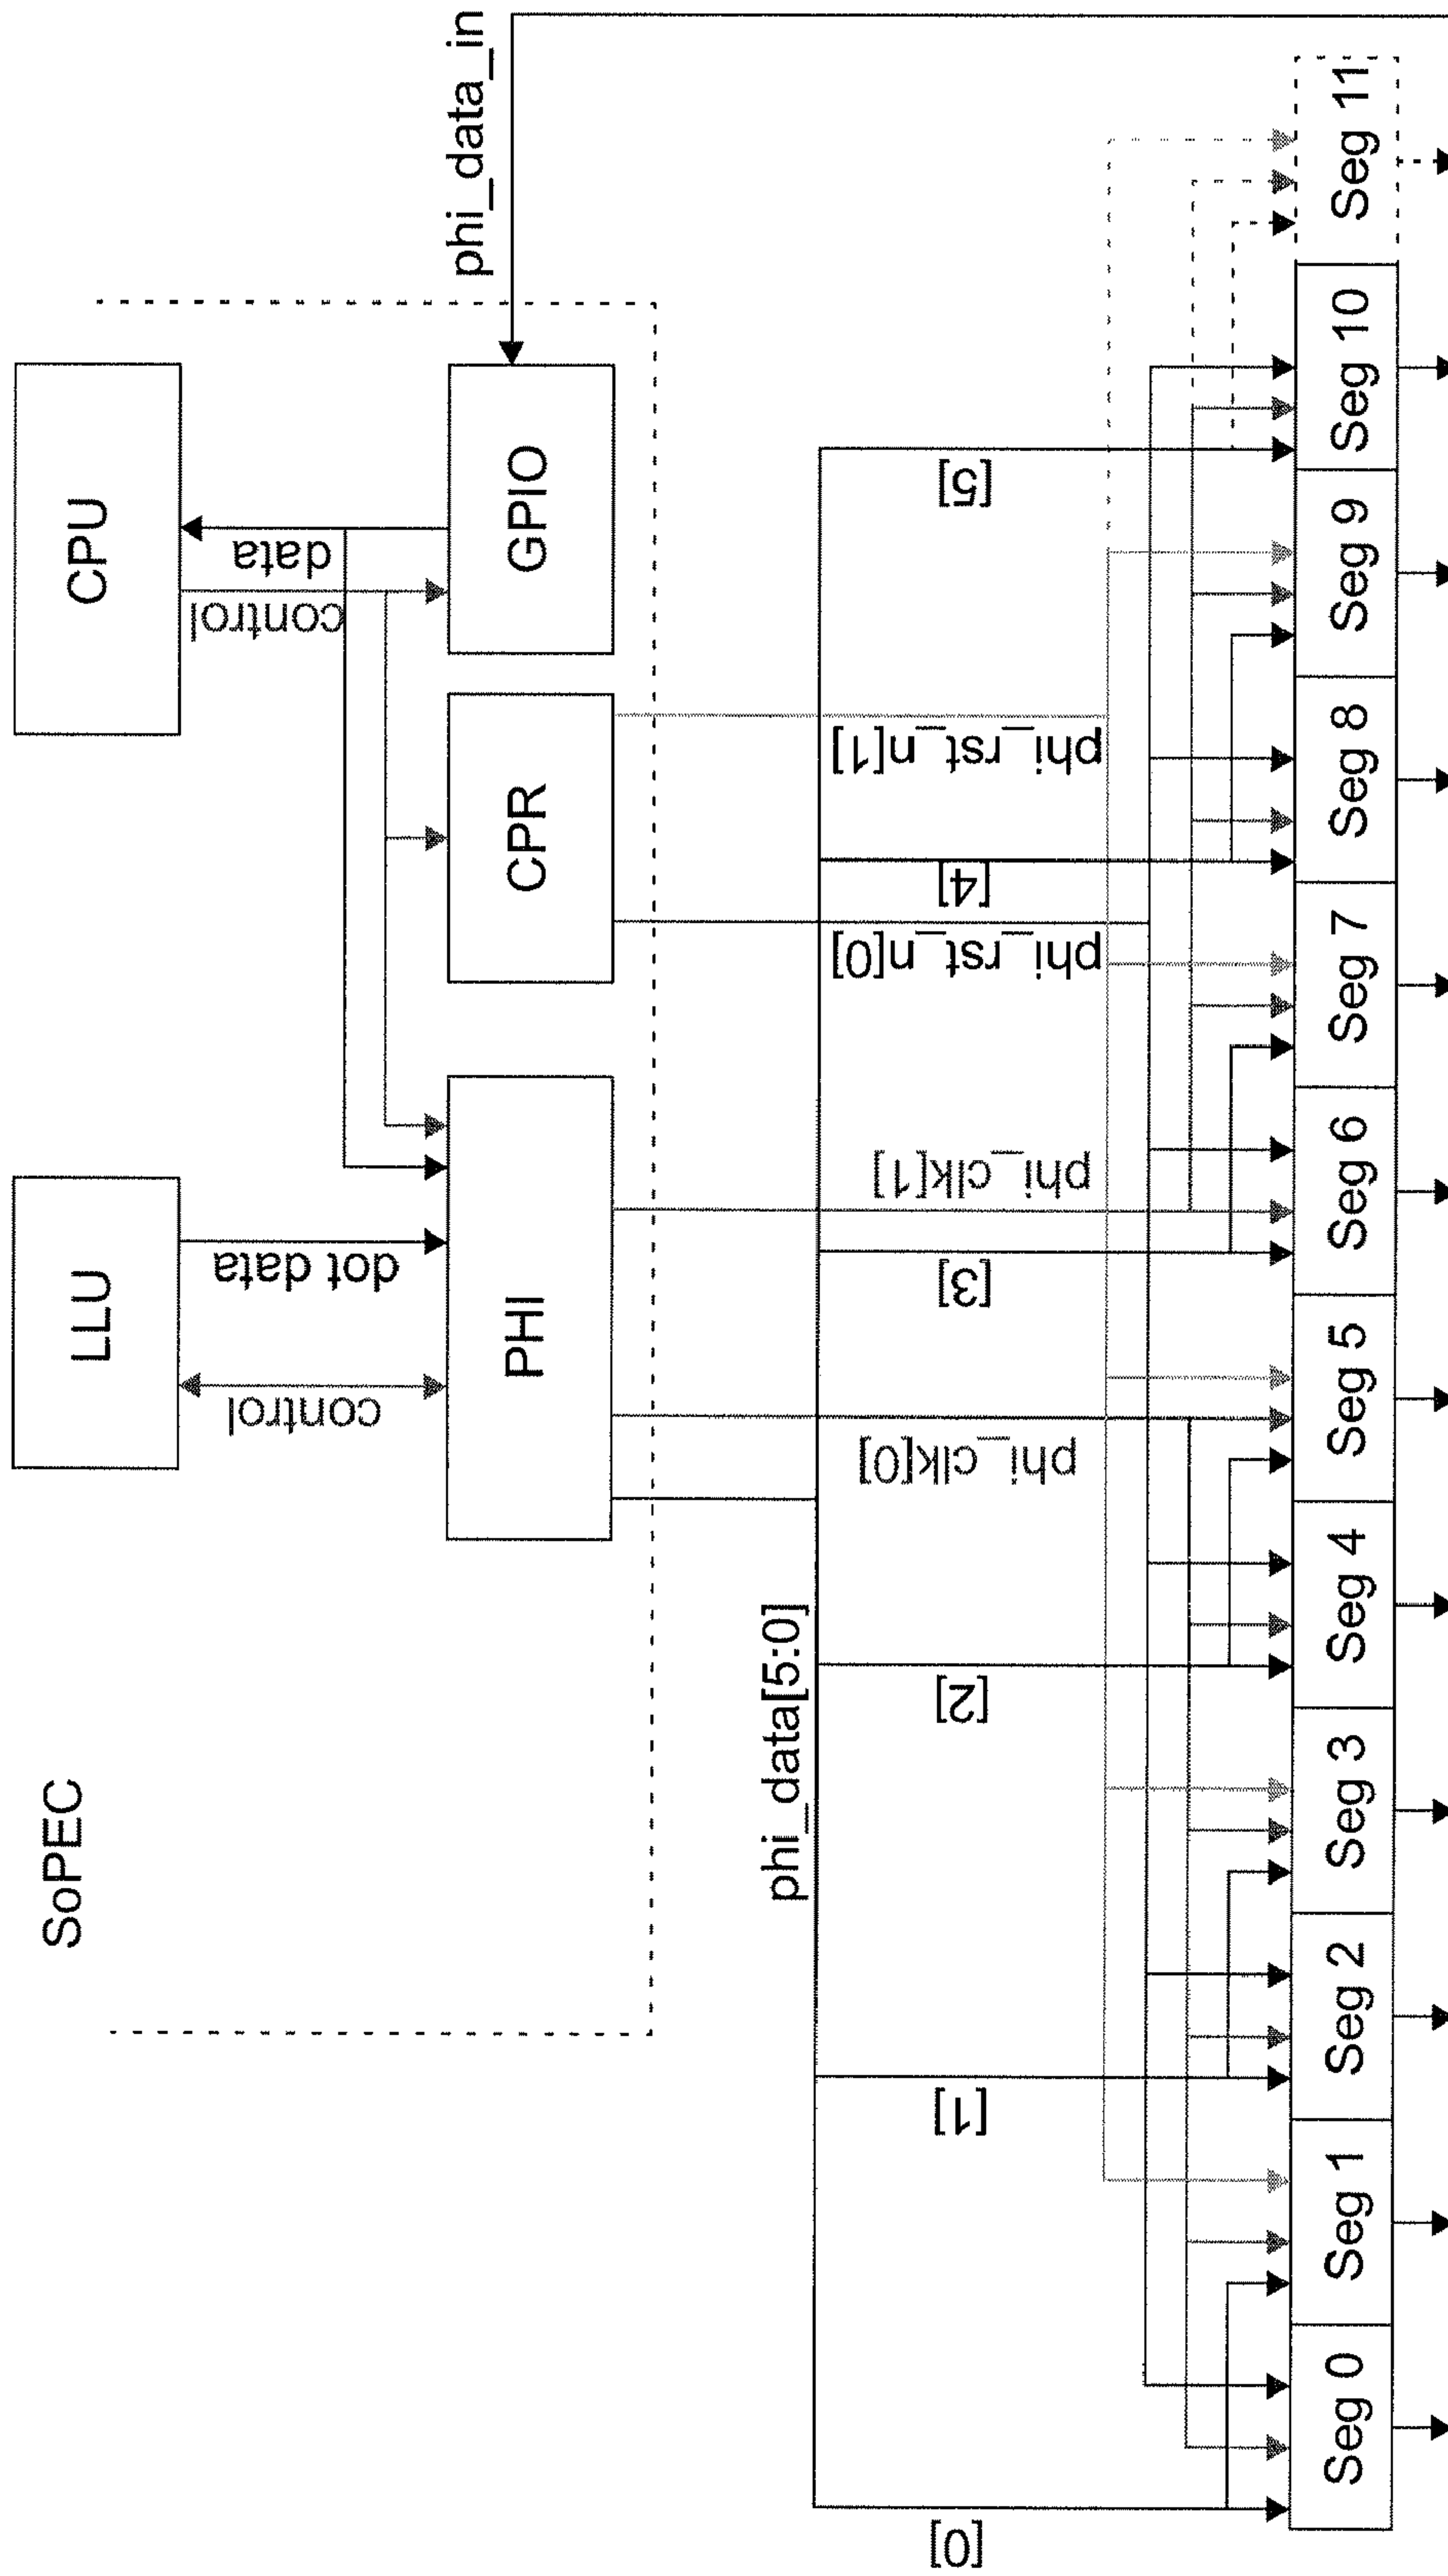 SoPEC
LLU
CPU
control
dot data
control
data
PHI
CPR
GPIO
phi_data_in
phi_data[5:0]
phi_clk[0]
phi_clk[1]
phi_rst_n[0]
phi_rst_n[1]
[0]
[1]
[2]
[3]
[4]
[5]
Seg 0
Seg 1
Seg 2
Seg 3
Seg 4
Seg 5
Seg 6
Seg 7
Seg 8
Seg 9
Seg 10
Seg 11